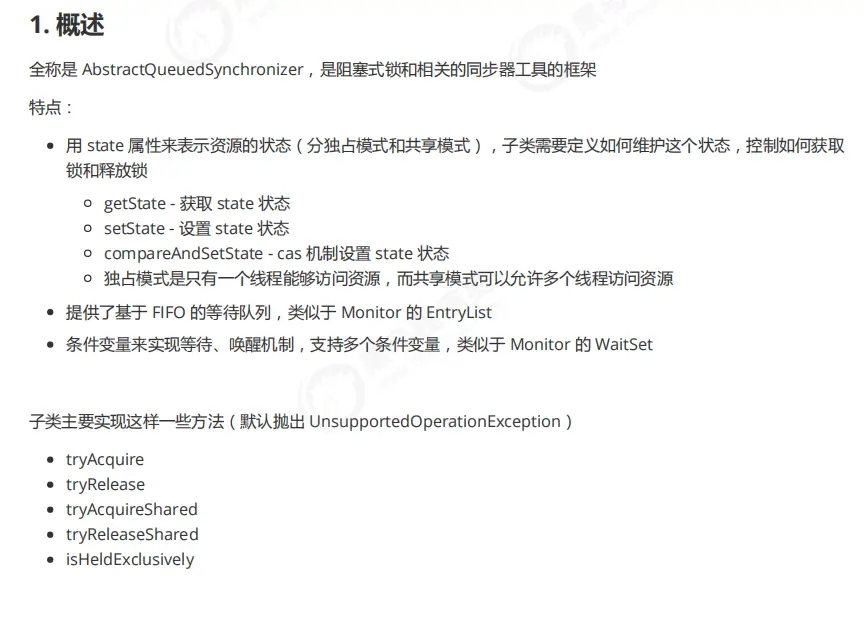 1. 概述
全称是 AbstractQueuedSynchronizer，是阻塞式锁和相关的同步器工具的框架
特点：
用 state 属性来表示资源的状态（分独占模式和共享模式），子类需要定义如何维护这个状态，控制如何获取
锁和释放锁
getState - 获取 state 状态
setState - 设置 state 状态
compareAndSetState - cas 机制设置 state 状态
独占模式是只有一个线程能够访问资源，而共享模式可以允许多个线程访问资源
提供了基于 FIFO 的等待队列，类似于 Monitor 的 EntryList
条件变量来实现等待、唤醒机制，支持多个条件变量，类似于 Monitor 的 WaitSet
子类主要实现这样一些方法（默认抛出 UnsupportedOperationException）
tryAcquire
tryRelease
tryAcquireShared
tryReleaseShared
isHeldExclusively